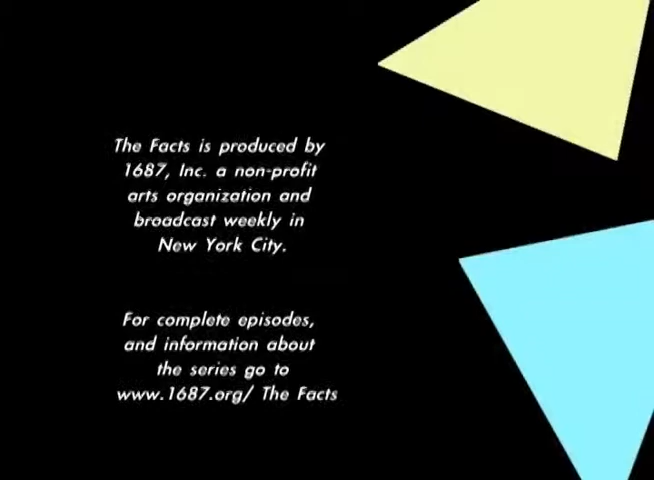 The Facts is produced by
1687, Inc. a non-profit
arts organization and
broadcast weekly in
New York City.
For complete episodes,
and information about
the series go to
www.1687.org/ The Facts